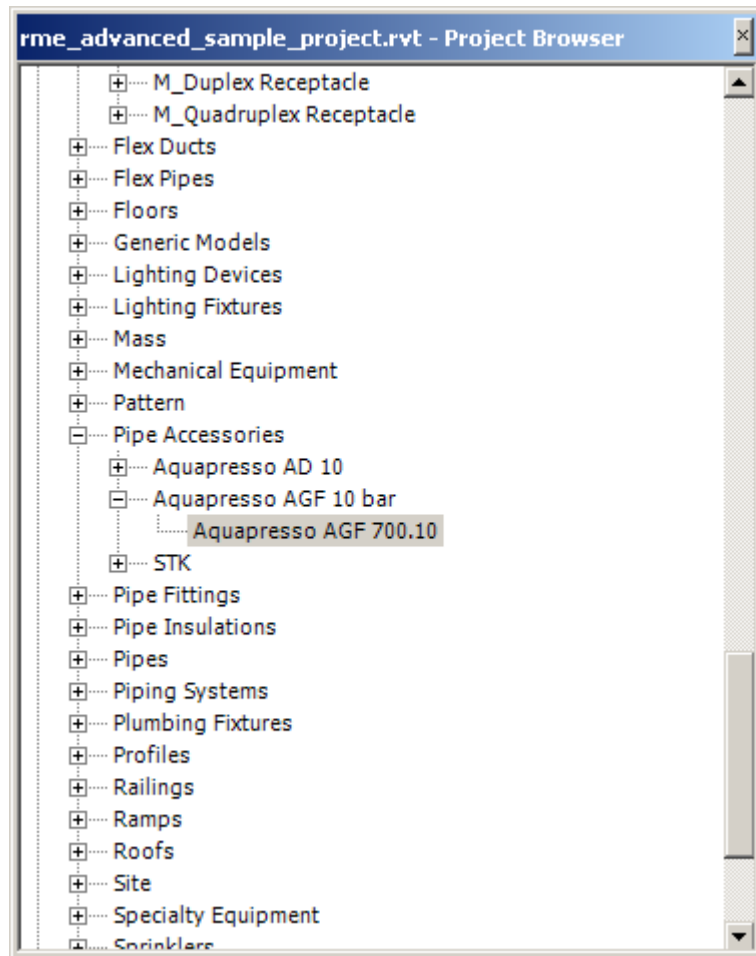 rme_advanced_sample_project.rvt - Project Browser
M_Duplex Receptacle
M_Quadruplex Receptacle
Flex Ducts
Flex Pipes
Floors
Generic Models
Lighting Devices
Lighting Fixtures
Mass
Mechanical Equipment
Pattern
Pipe Accessories
Aquapresso AD 10
Aquapresso AGF 10 bar
Aquapresso AGF 700.10
STK
Pipe Fittings
Pipe Insulations
Pipes
Piping Systems
Plumbing Fixtures
Profiles
Railings
Ramps
Roofs
Site
Specialty Equipment
Sprinklers